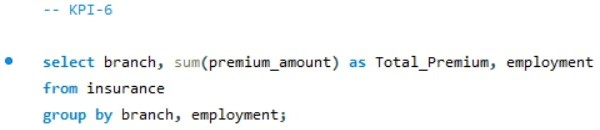 -- KPI-6
select branch, sum(premium_amount) as Total_Premium, employment
from insurance
group by branch, employment;